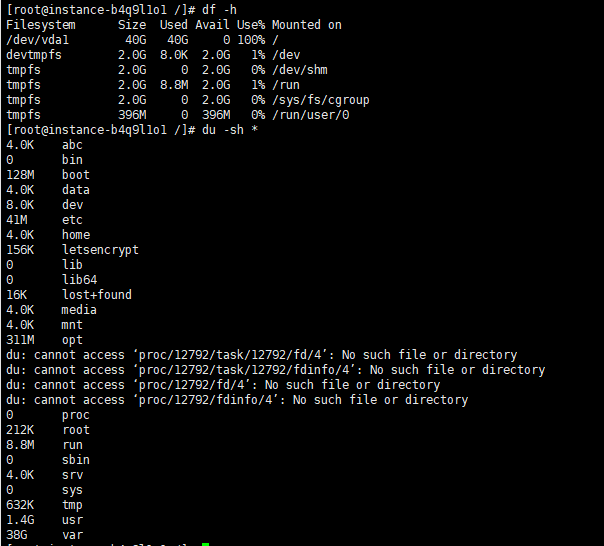 [root@instance-b4q9l1o1 /]# df -h
Filesystem      Size  Used Avail Use% Mounted on
/dev/vda1        40G   40G     0 100% /
devtmpfs        2.0G  8.0K  2.0G   1% /dev
tmpfs           2.0G     0  2.0G   0% /dev/shm
tmpfs           2.0G  8.8M  2.0G   1% /run
tmpfs           2.0G     0  2.0G   0% /sys/fs/cgroup
tmpfs           396M     0  396M   0% /run/user/0
[root@instance-b4q9l1o1 /]# du -sh *
4.0K    abc
0       bin
128M    boot
4.0K    data
8.0K    dev
41M     etc
4.0K    home
156K    letsencrypt
0       lib
0       lib64
16K     lost+found
4.0K    media
4.0K    mnt
311M    opt
du: cannot access ‘proc/12792/task/12792/fd/4’: No such file or directory
du: cannot access ‘proc/12792/task/12792/fdinfo/4’: No such file or directory
du: cannot access ‘proc/12792/fd/4’: No such file or directory
du: cannot access ‘proc/12792/fdinfo/4’: No such file or directory
0       proc
212K    root
8.8M    run
0       sbin
4.0K    srv
0       sys
632K    tmp
1.4G    usr
38G     var